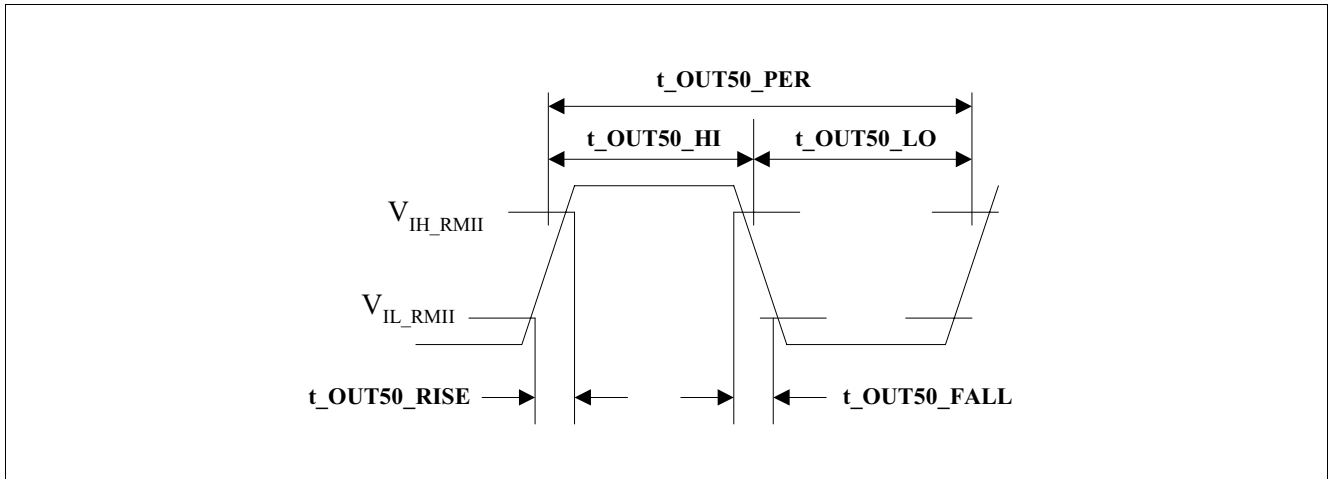 t_OUT50_PER
t_OUT50_HI t_OUT50_LO
V_IH_RMII
V_IL_RMII
t_OUT50_RISE t_OUT50_FALL